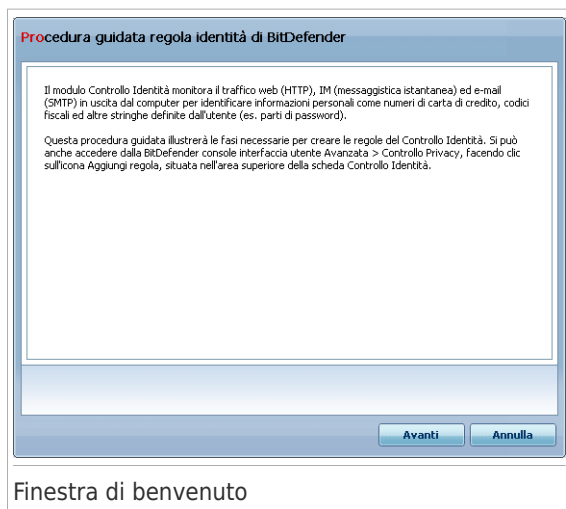 Procedura guidata regola identità di BitDefender
Il modulo Controllo Identità monitora il traffico web (HTTP), IM (messaggistica istantanea) ed e-mail
(SMTP) in uscita dal computer per identificare informazioni personali come numeri di carta di credito, codici
fiscali ed altre stringhe definite dall'utente (es. parti di password).
Questa procedura guidata illustrerà le fasi necessarie per creare le regole del Controllo Identità. Si può
anche accedere dalla BitDefender console interfaccia utente Avanzata > Controllo Privacy, facendo clic
sull'icona Aggiungi regola, situata nell'area superiore della scheda Controllo Identità.
Avanti
Annulla
Finestra di benvenuto